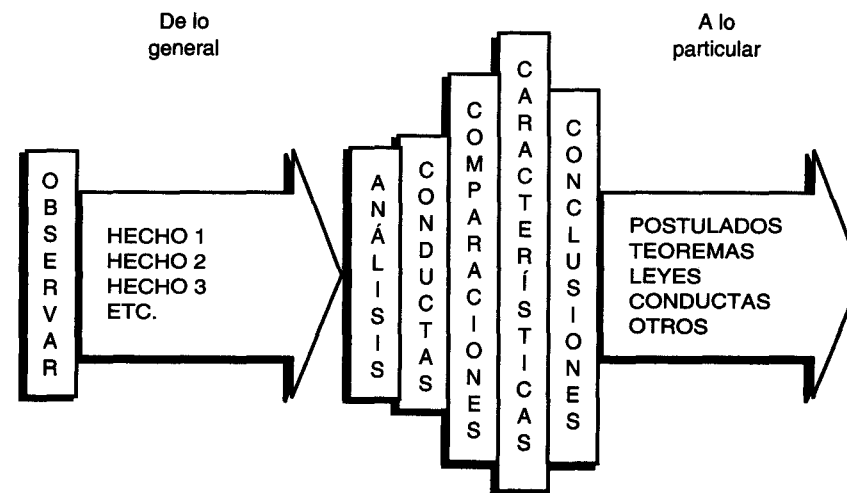 De lo
general
A lo
particular
OBSERVAR
HECHO 1
HECHO 2
HECHO 3
ETC.
ANÁLISIS
CONDUCTAS
COMPARACIONES
CARACTERÍSTICAS
CONCLUSIONES
POSTULADOS
TEOREMAS
LEYES
CONDUCTAS
OTROS